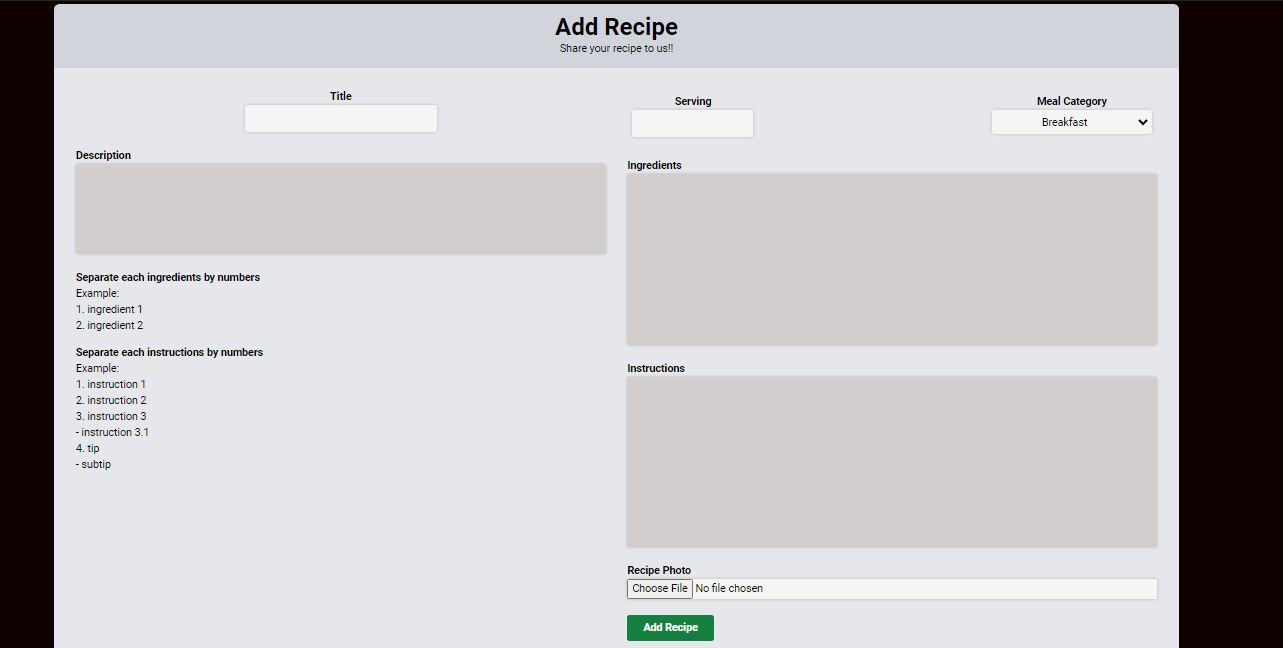 Add Recipe
Share your recipe to us!!
Title
Serving
Meal Category
Breakfast
Description
Separate each ingredients by numbers
Example:
1. ingredient 1
2. ingredient 2
Separate each instructions by numbers
Example:
1. instruction 1
2. instruction 2
3. instruction 3
- instruction 3.1
4. tip
- subtip
Ingredients
Instructions
Recipe Photo
Choose File No file chosen
Add Recipe